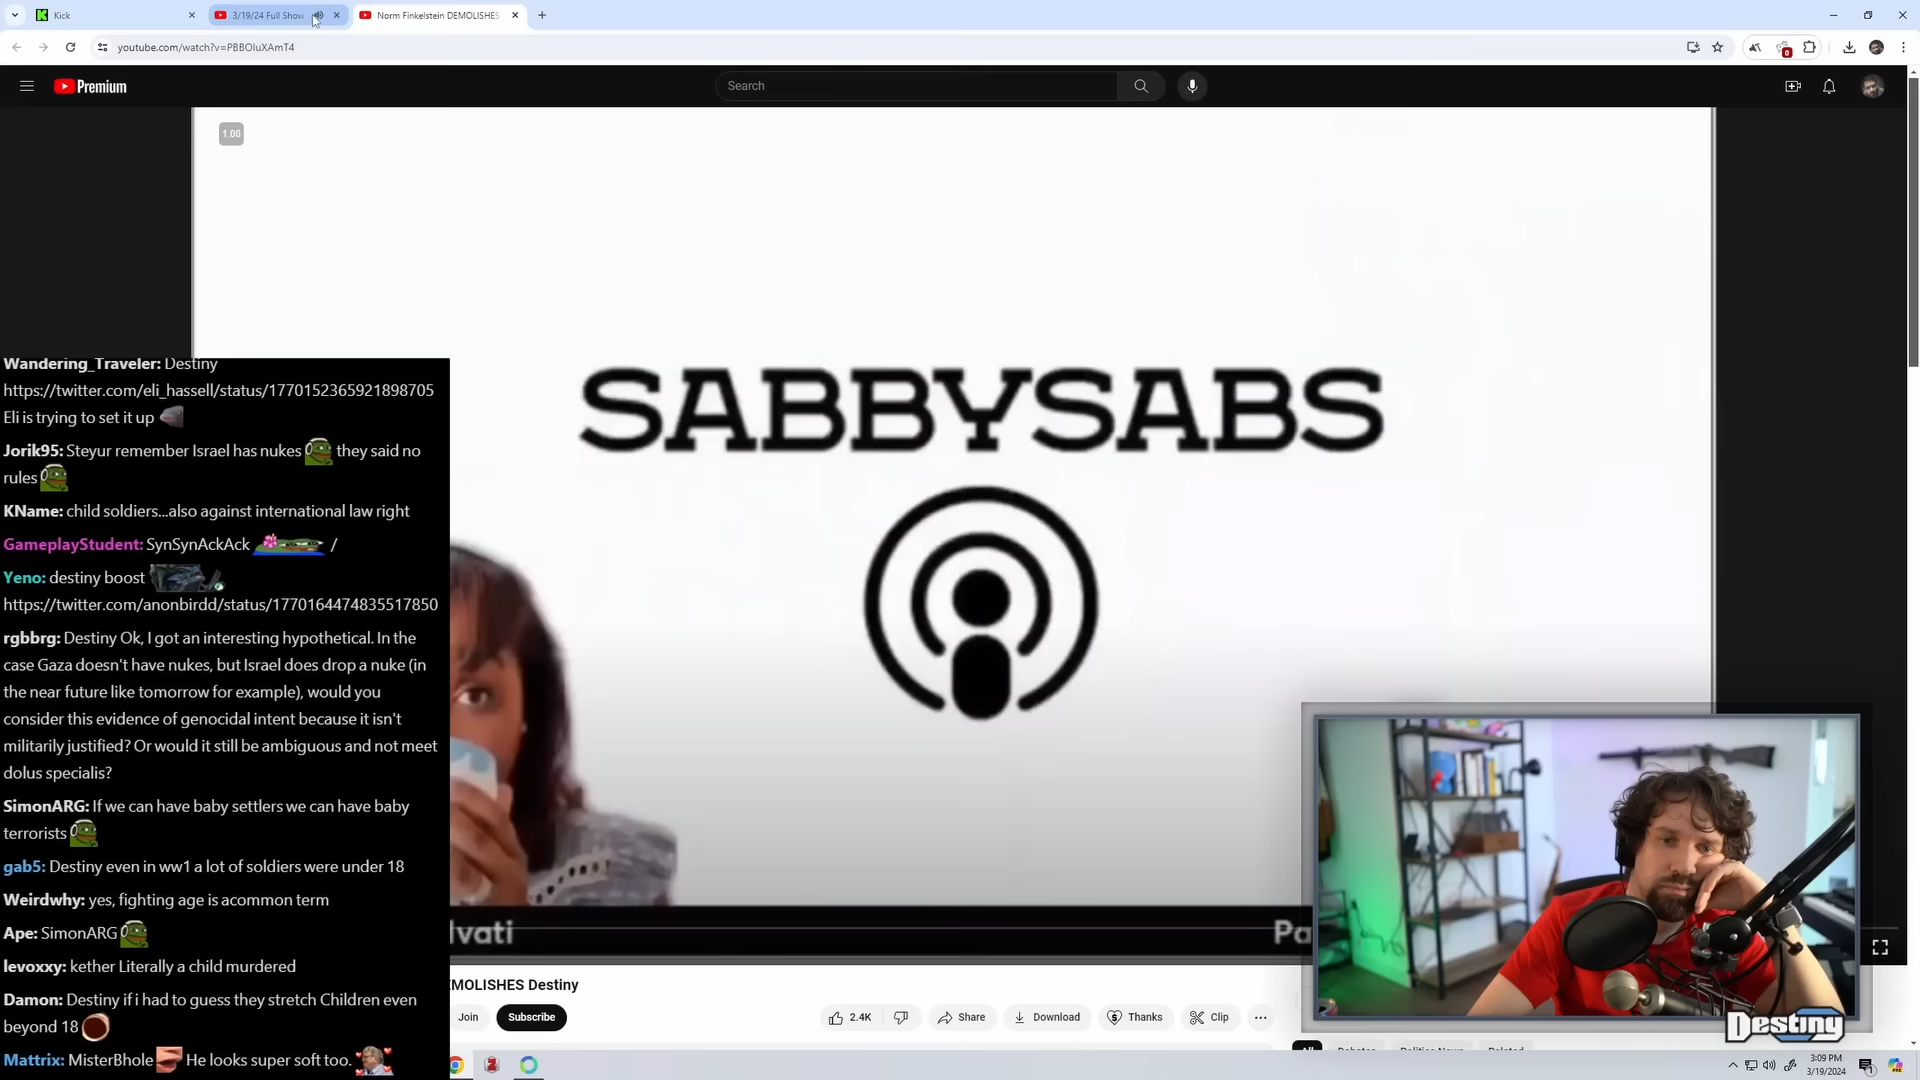 Kick
3/19/24 Full Show
Norm Finkelstein DEMOLISHES
youtube.com/watch?v=PBBOIuXAmT4
0
Premium
Search
1.00
SABBYSABS
Wandering_Traveler: Destiny
https://twitter.com/eli_hassell/status/1770152365921898705
Eli is trying to set it up
Jorik95: Steyur remember Israel has nukes they said no
rules
KName: child soldiers...also against international law right
GameplayStudent: SynSynAckAck /
Yeno: destiny boost
https://twitter.com/anonbirdd/status/1770164474835517850
rgbbrg: Destiny Ok, I got an interesting hypothetical. In the
case Gaza doesn't have nukes, but Israel does drop a nuke (in
the near future like tomorrow for example), would you
consider this evidence of genocidal intent because it isn't
militarily justified? Or would it still be ambiguous and not meet
dolus specialis?
SimonARG: If we can have baby settlers we can have baby
terrorists
gab5: Destiny even in ww1 a lot of soldiers were under 18
Weirdwhy: yes, fighting age is acommon term
Ape: SimonARG
levoxxy: kether Literally a child murdered
Damon: Destiny if i had to guess they stretch Children even
beyond 18
Mattrix: MisterBhole He looks super soft too.
lvati
Pa
EMOLISHES Destiny
Join
Subscribe
2.4K
Share
Download
Thanks
Clip
All
Debates
Politics News
Related
Destiny
3:09 PM
3/19/2024